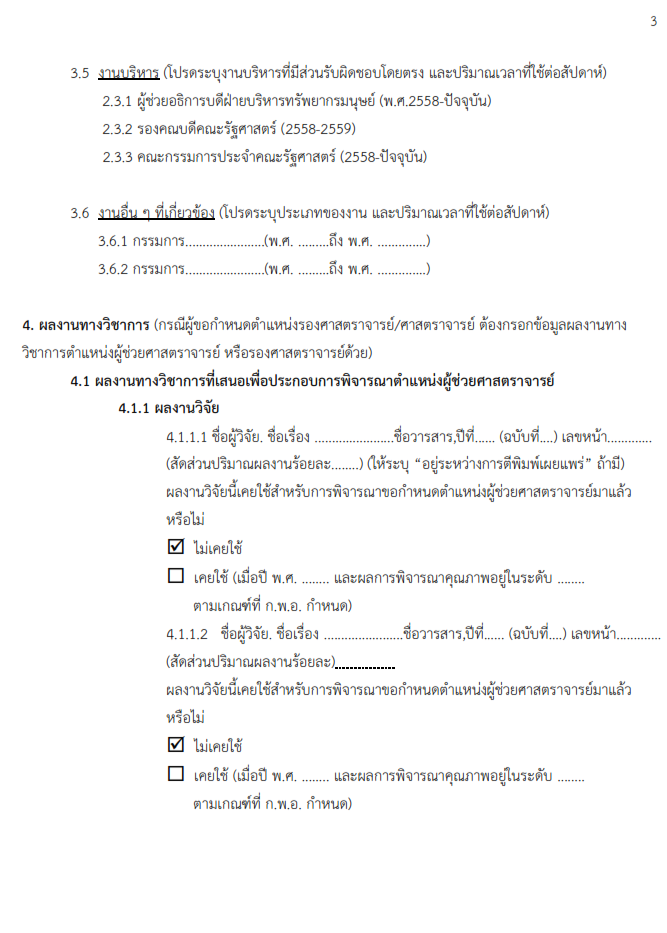 3
3.5 งานบริหาร (โปรดระบุงานบริหารที่มีส่วนรับผิดชอบโดยตรง และปริมาณเวลาที่ใช้ต่อสัปดาห์)
2.3.1 ผู้ช่วยอธิการบดีฝ่ายบริหารทรัพยากรมนุษย์ (พ.ศ.2558-ปัจจุบัน)
2.3.2 รองคณบดีคณะรัฐศาสตร์ (2558-2559)
2.3.3 คณะกรรมการประจำคณะรัฐศาสตร์ (2558-ปัจจุบัน)
3.6 งานอื่น ๆ ที่เกี่ยวข้อง (โปรดระบุประเภทของงาน และปริมาณเวลาที่ใช้ต่อสัปดาห์)
3.6.1 กรรมการ.......................(พ.ศ. .........ถึง พ.ศ. ..............)
3.6.2 กรรมการ.......................(พ.ศ. .........ถึง พ.ศ. ..............)
4. ผลงานทางวิชาการ (กรณีผู้ขอกำหนดตำแหน่งรองศาสตราจารย์/ศาสตราจารย์ ต้องกรอกข้อมูลผลงานทาง
วิชาการตำแหน่งผู้ช่วยศาสตราจารย์ หรือรองศาสตราจารย์ด้วย)
4.1 ผลงานทางวิชาการที่เสนอเพื่อประกอบการพิจารณาตำแหน่งผู้ช่วยศาสตราจารย์
4.1.1 ผลงานวิจัย
4.1.1.1 ชื่อผู้วิจัย. ชื่อเรื่อง .......................ชื่อวารสาร,ปีที่...... (ฉบับที่....) เลขหน้า.............
(สัดส่วนปริมาณผลงานร้อยละ........) (ให้ระบุ “อยู่ระหว่างการตีพิมพ์เผยแพร่” ถ้ามี)
ผลงานวิจัยนี้เคยใช้สำหรับการพิจารณาขอกำหนดตำแหน่งผู้ช่วยศาสตราจารย์มาแล้ว
หรือไม่
☑ ไม่เคยใช้
☐ เคยใช้ (เมื่อปี พ.ศ. ........ และผลการพิจารณาคุณภาพอยู่ในระดับ ........
ตามเกณฑ์ที่ ก.พ.อ. กำหนด)
4.1.1.2 ชื่อผู้วิจัย. ชื่อเรื่อง .......................ชื่อวารสาร,ปีที่...... (ฉบับที่....) เลขหน้า.............
(สัดส่วนปริมาณผลงานร้อยละ)...............
ผลงานวิจัยนี้เคยใช้สำหรับการพิจารณาขอกำหนดตำแหน่งผู้ช่วยศาสตราจารย์มาแล้ว
หรือไม่
☑ ไม่เคยใช้
☐ เคยใช้ (เมื่อปี พ.ศ. ........ และผลการพิจารณาคุณภาพอยู่ในระดับ ........
ตามเกณฑ์ที่ ก.พ.อ. กำหนด)